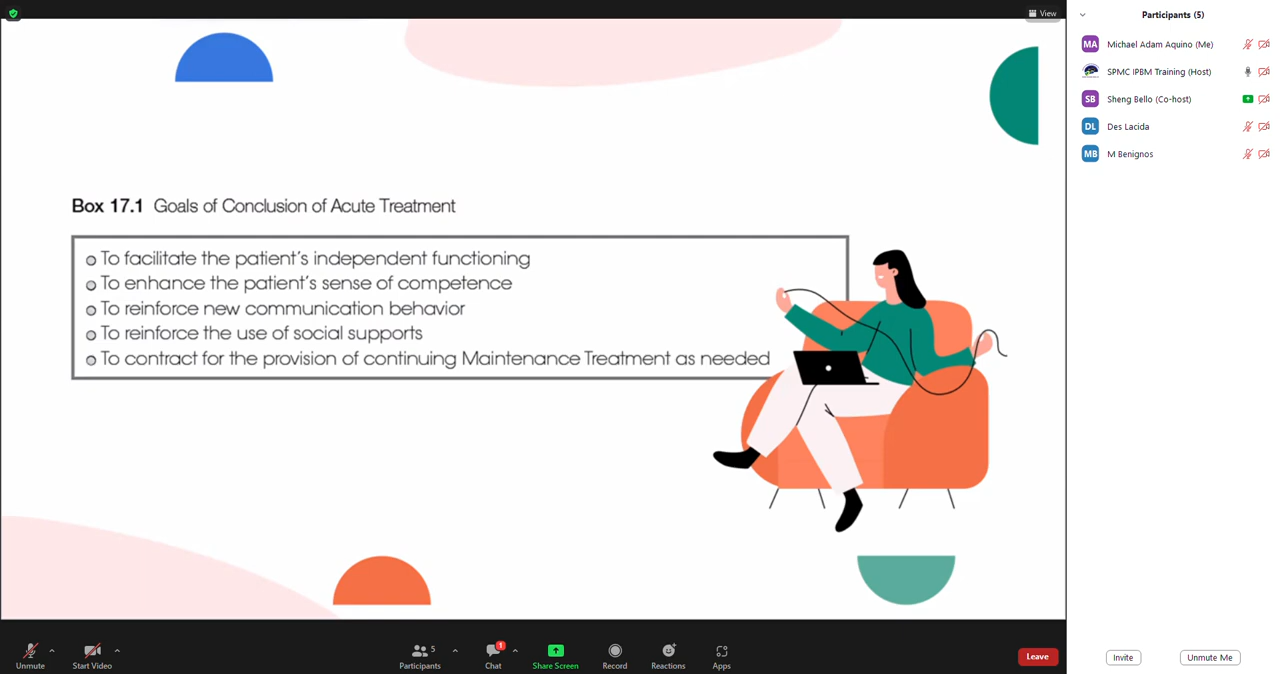 View
Participants (5)
MA Michael Adam Aquino (Me)
SPMC IPBM Training (Host)
SB Sheng Bello (Co-host)
DL Des Lacida
MB M Benignos
Box 17.1 Goals of Conclusion of Acute Treatment
To facilitate the patient's independent functioning
To enhance the patient's sense of competence
To reinforce new communication behavior
To reinforce the use of social supports
To contract for the provision of continuing Maintenance Treatment as needed
Unmute
Start Video
5
Participants
1
Chat
Share Screen
Record
Reactions
Apps
Leave
Invite
Unmute Me